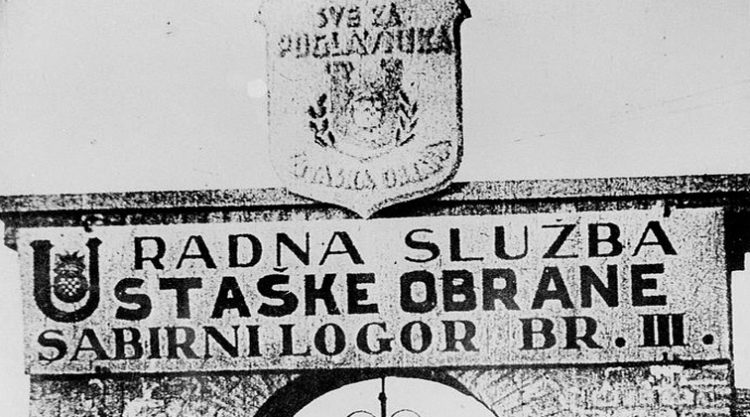 SVE ZA
POGLAVNIKA
RADNA SLUŽBA
USTAŠKE OBRANE
SABIRNI LOGOR BR. III.